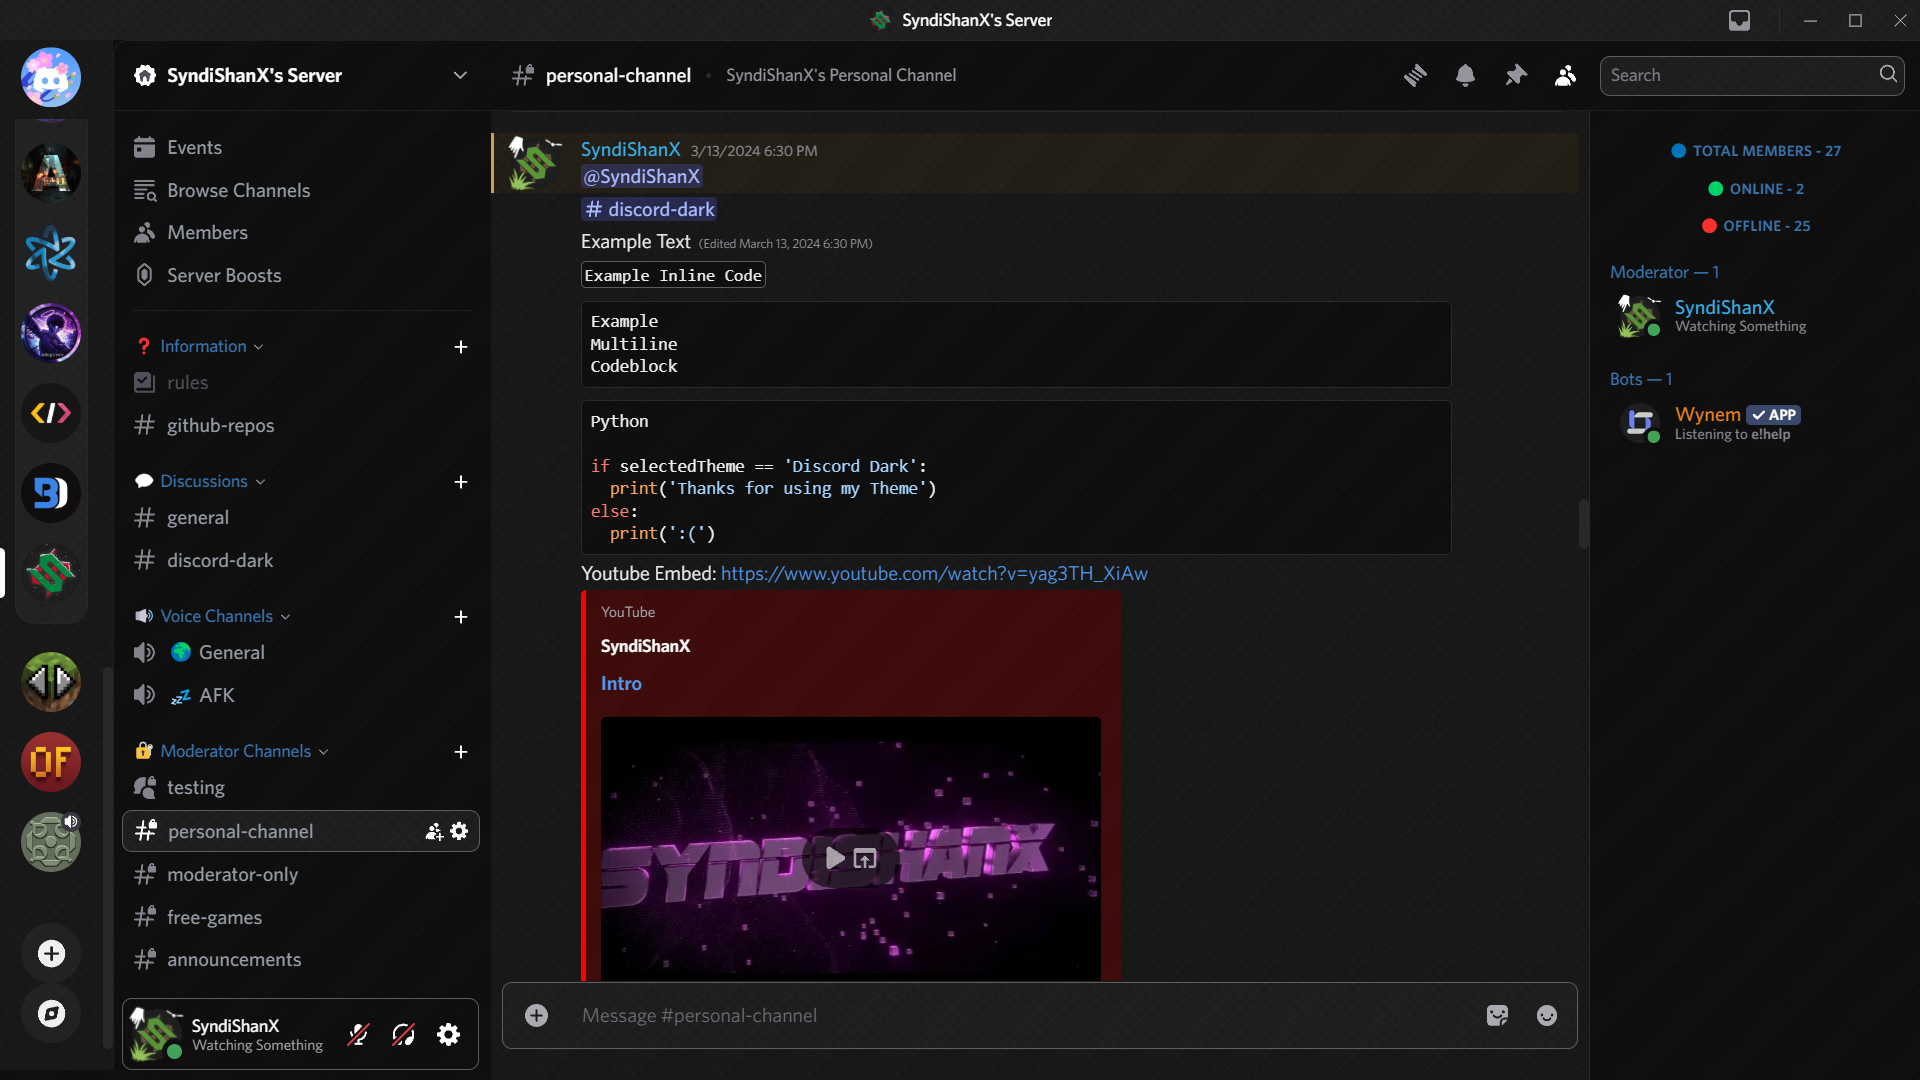 SyndiShanX's Server
SyndiShanX's Server
Events
Browse Channels
Members
Server Boosts
Information
rules
github-repos
Discussions
general
discord-dark
Voice Channels
General
AFK
Moderator Channels
testing
personal-channel
moderator-only
free-games
announcements
SyndiShanX
Watching Something
personal-channel
SyndiShanX's Personal Channel
Search
SyndiShanX 3/13/2024 6:30 PM
@SyndiShanX
# discord-dark
Example Text (Edited March 13, 2024 6:30 PM)
Example Inline Code
Example
Multiline
Codeblock
Python
if selectedTheme == 'Discord Dark':
print('Thanks for using my Theme')
else:
print(':(')
Youtube Embed: https://www.youtube.com/watch?v=yag3TH_XiAw
YouTube
SyndiShanX
Intro
SYNDISHANX
Message #personal-channel
TOTAL MEMBERS - 27
ONLINE - 2
OFFLINE - 25
Moderator — 1
SyndiShanX
Watching Something
Bots — 1
Wynem APP
Listening to e!help
OF